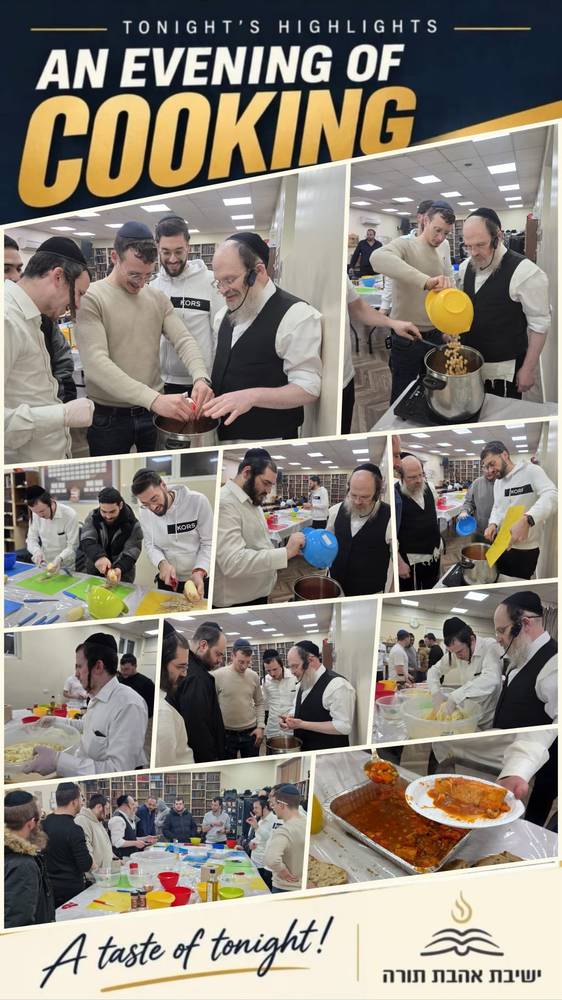 TONIGHT'S HIGHLIGHTS
AN EVENING OF
COOKING
KORS
KORS
KORS
A taste of tonight!
ישיבת אהבת תורה